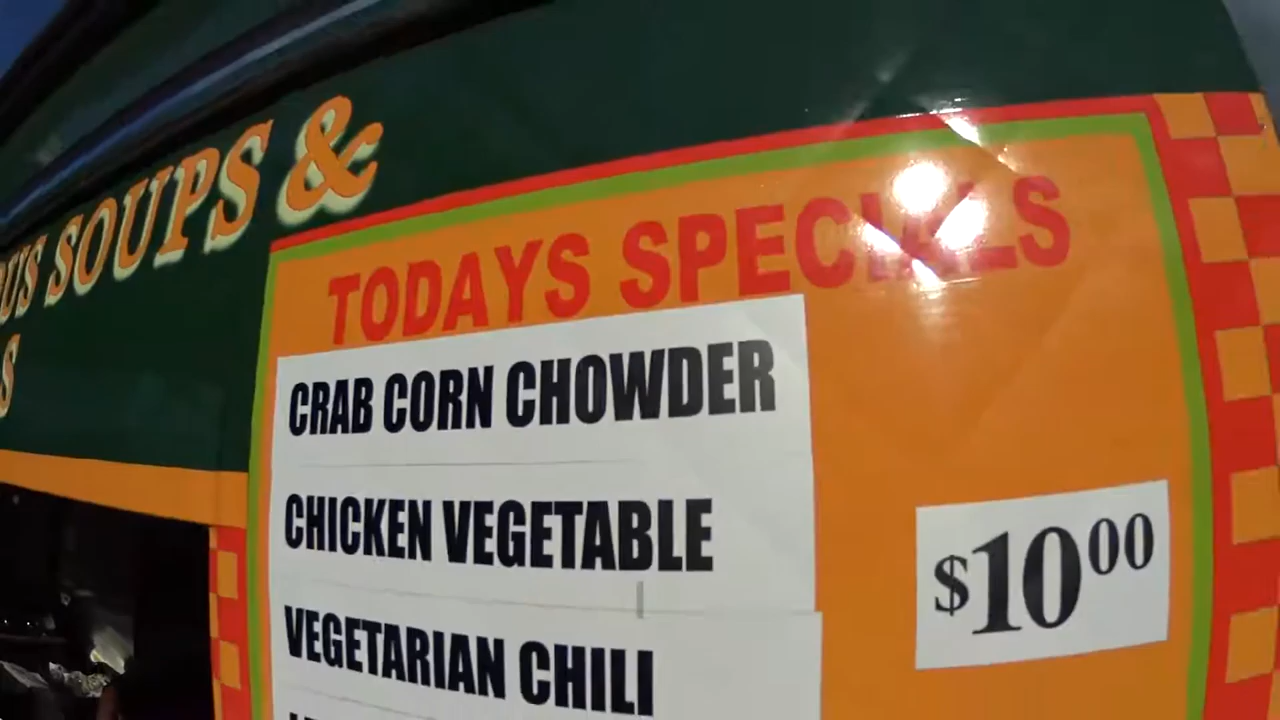 SOUPS &
TODAYS SPECIALS
CRAB CORN CHOWDER
CHICKEN VEGETABLE
$10.00
VEGETARIAN CHILI